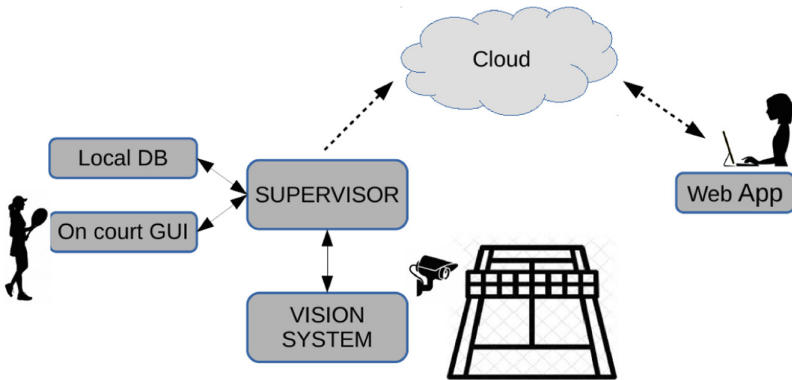 Cloud
Local DB
SUPERVISOR
Web App
On court GUI
VISION
SYSTEM